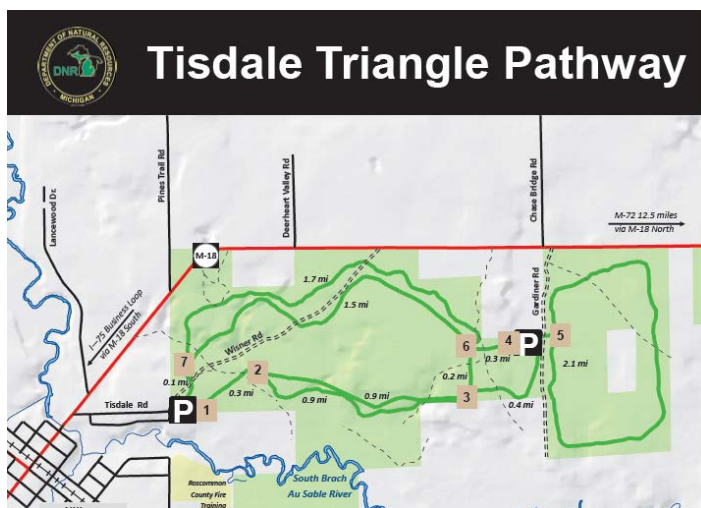 DEPARTMENT OF NATURAL RESOURCES
DNR
MICHIGAN
Tisdale Triangle Pathway
Lancewood Dr.
Pines Trail Rd
Deerheart Valley Rd
Chase Bridge Rd
M-72 12.5 miles
via M-18 North
M-18
I—75 Business Loop
via M-18 South
1.7 mi
1.5 mi
Gardiner Rd
Wisner Rd
6
4
P
5
0.3 mi
7
2
2.1 mi
0.1 mi
0.2 mi
Tisdale Rd
P
1
0.3 mi
0.9 mi
0.9 mi
3
0.4 mi
Roscommon
County Fire
Training
South Brach
Au Sable River